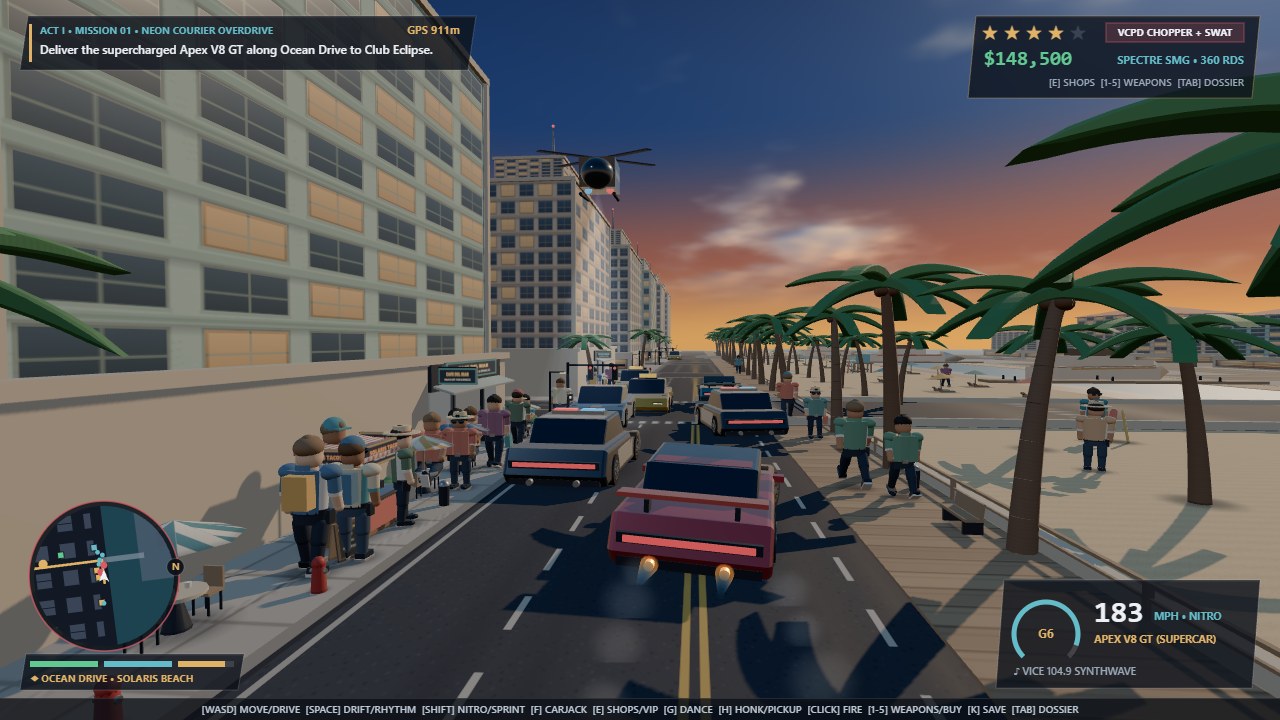 ACT I • MISSION 01 • NEON COURIER OVERDRIVE
GPS 911m
Deliver the supercharged Apex V8 GT along Ocean Drive to Club Eclipse.
VCPD CHOPPER + SWAT
$148,500
SPECTRE SMG • 360 RDS
[E] SHOPS [1-5] WEAPONS [TAB] DOSSIER
N
◆ OCEAN DRIVE • SOLARIS BEACH
G6
183 MPH • NITRO
APEX V8 GT (SUPERCAR)
♪ VICE 104.9 SYNTHWAVE
[WASD] MOVE/DRIVE [SPACE] DRIFT/RHYTHM [SHIFT] NITRO/SPRINT [F] CARJACK [E] SHOPS/VIP [G] DANCE [H] HONK/PICKUP [CLICK] FIRE [1-5] WEAPONS/BUY [K] SAVE [TAB] DOSSIER